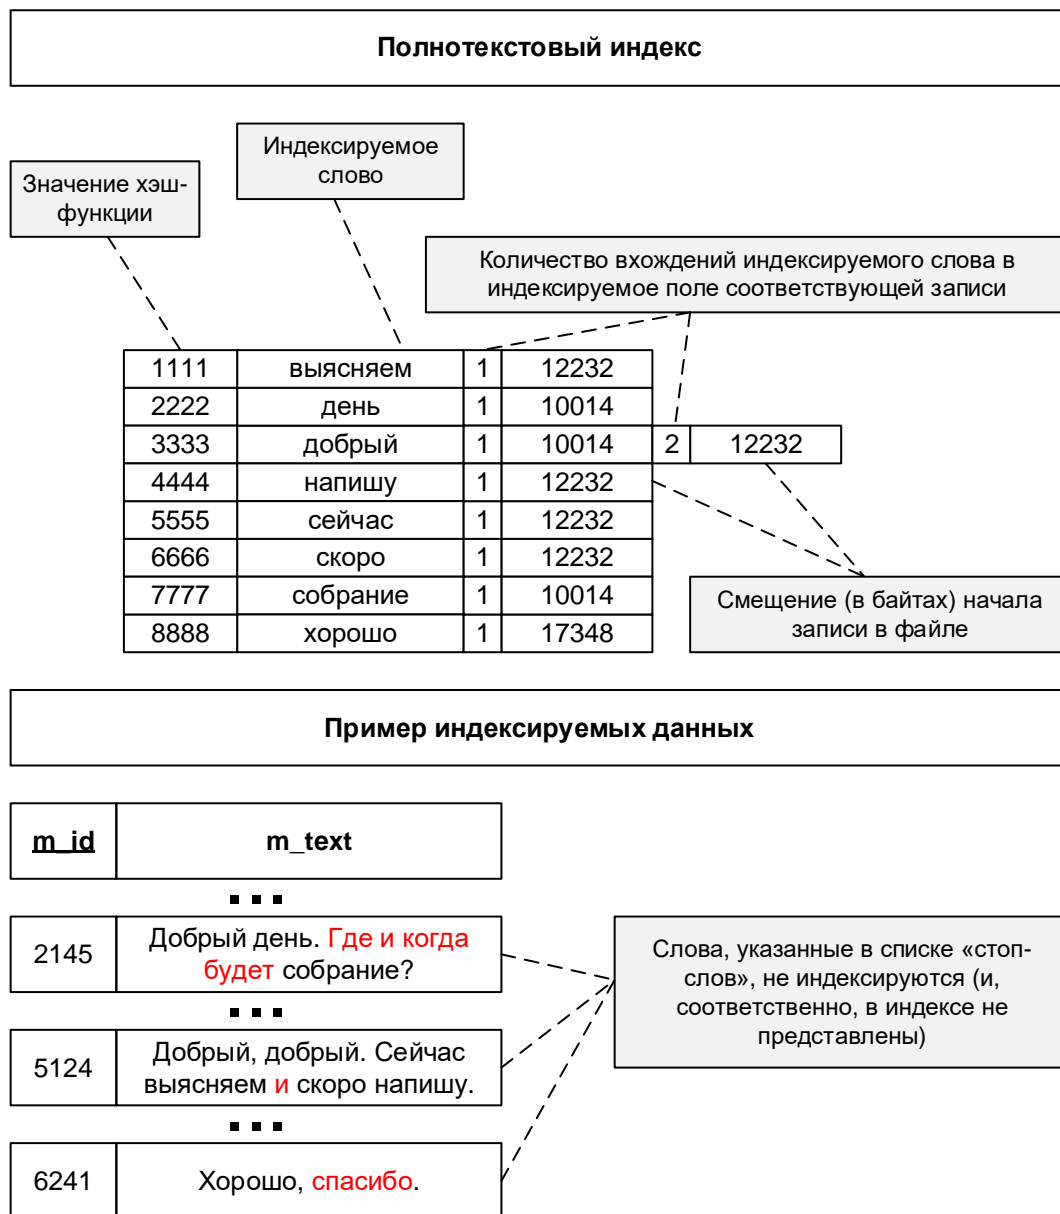 Полнотекстовый индекс
Индексируемое
слово
Значение хэш-
функции
Количество вхождений индексируемого слова в
индексируемое поле соответствующей записи
1111 выясняем 1 12232
2222 день 1 10014
3333 добрый 1 10014 2 12232
4444 напишу 1 12232
5555 сейчас 1 12232
6666 скоро 1 12232
7777 собрание 1 10014
8888 хорошо 1 17348
Смещение (в байтах) начала
записи в файле
Пример индексируемых данных
m_id m_text
...
2145 Добрый день. Где и когда
будет собрание?
...
5124 Добрый, добрый. Сейчас
выясняем и скоро напишу.
...
6241 Хорошо, спасибо.
Слова, указанные в списке «стоп-
слов», не индексируются (и,
соответственно, в индексе не
представлены)